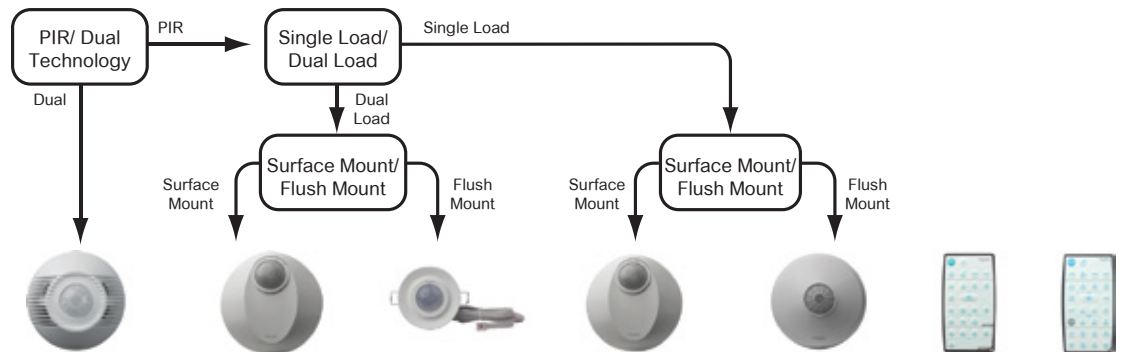 PIR/ Dual
Technology
PIR
Single Load/
Dual Load
Single Load
Dual
Dual
Load
Surface Mount/
Flush Mount
Surface
Mount
Flush
Mount
Surface Mount/
Flush Mount
Surface
Mount
Flush
Mount